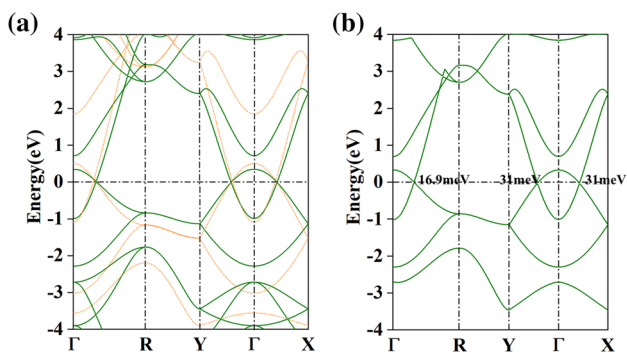 (a)
Energy(eV)
4
3
2
1
0
-1
-2
-3
-4
Γ R Y Γ X
(b)
Energy(eV)
4
3
2
1
0
-1
-2
-3
-4
16.9meV 31meV 31meV
Γ R Y Γ X